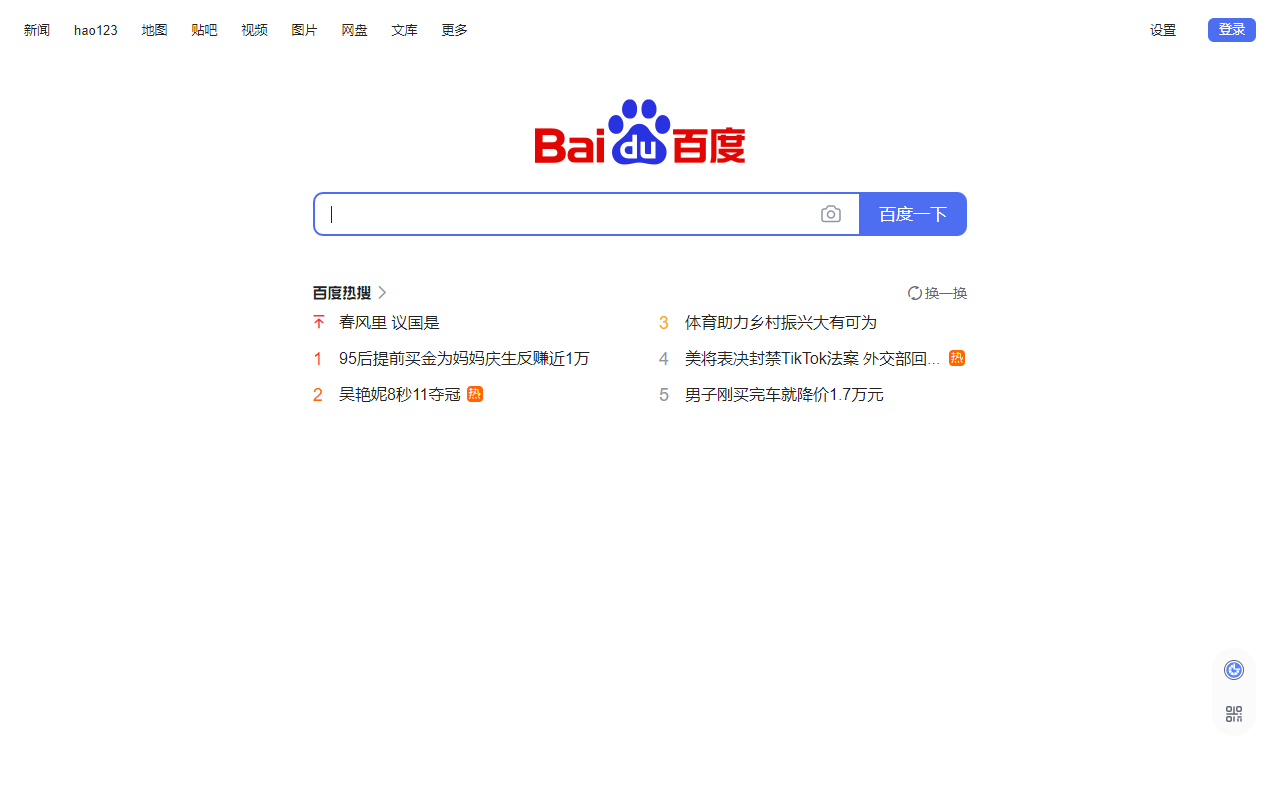 新闻 hao123 地图 贴吧 视频 图片 网盘 文库 更多 设置 登录
Bai du 百度
百度一下
百度热搜 换一换
春风里 议国是
1 95后提前买金为妈妈庆生反赚近1万
2 吴艳妮8秒11夺冠 热
3 体育助力乡村振兴大有可为
4 美将表决封禁TikTok法案 外交部回... 热
5 男子刚买完车就降价1.7万元